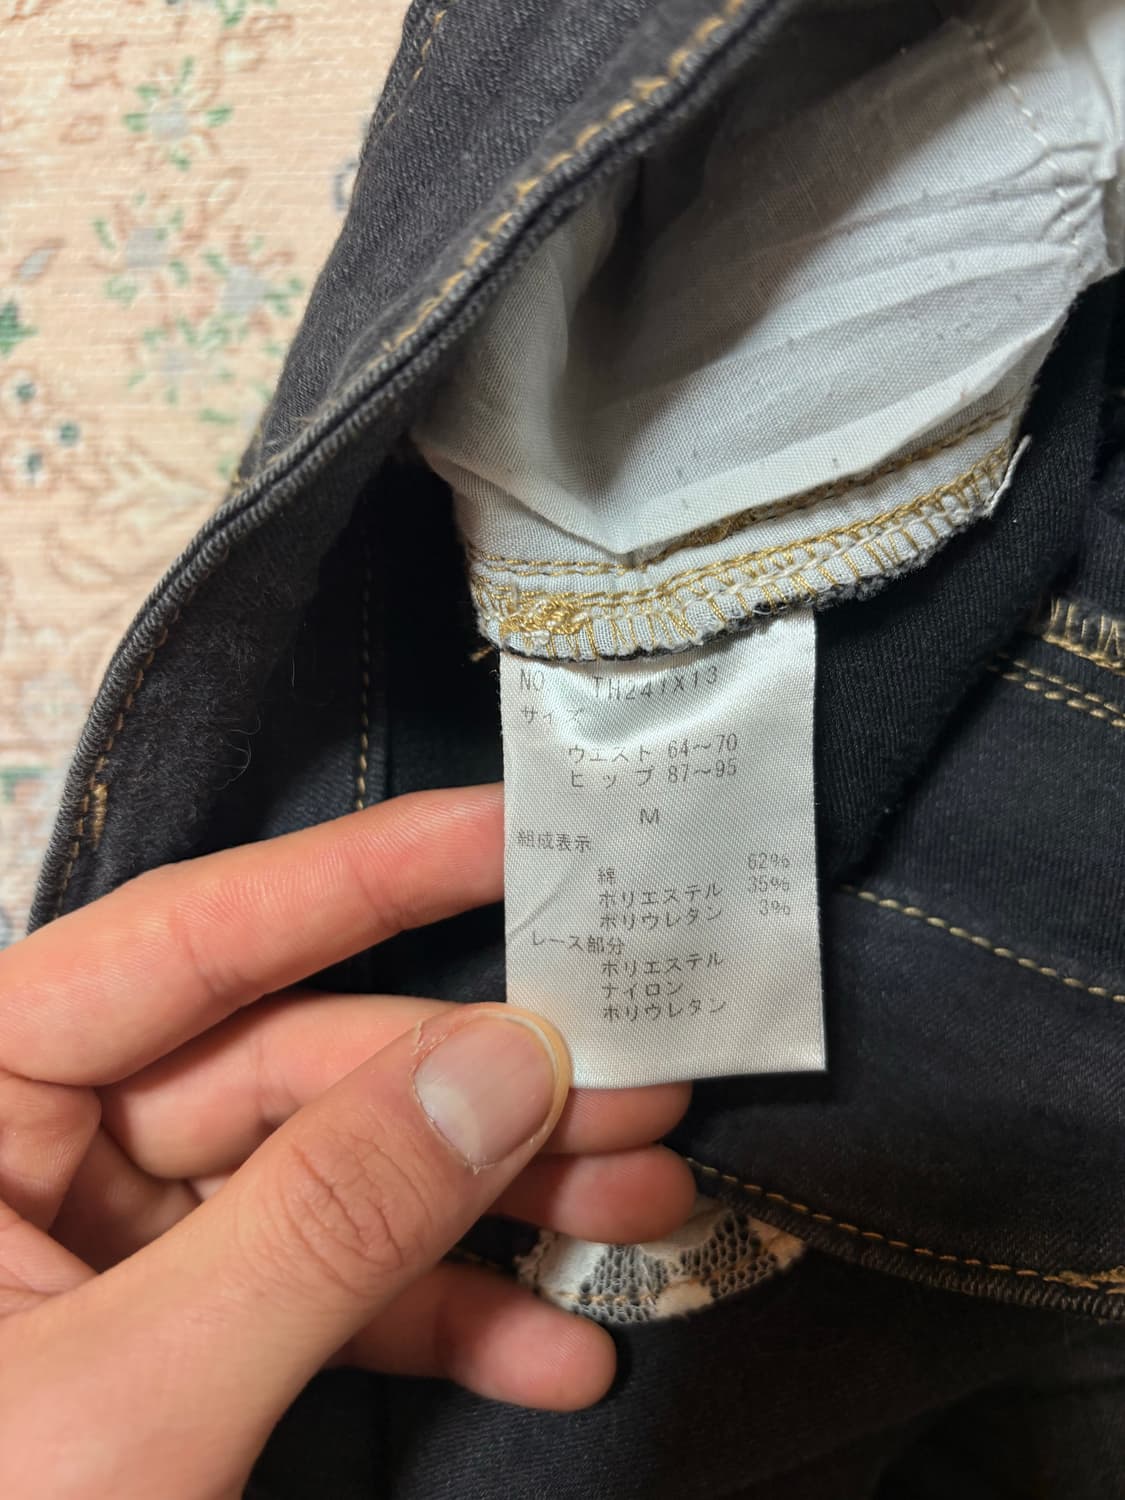 NO TH241X13
サイズ
ウエスト 64～70
ヒップ 87～95
M
組成表示
綿 62%
ポリエステル 35%
ポリウレタン 3%
レース部分
ポリエステル
ナイロン
ポリウレタン